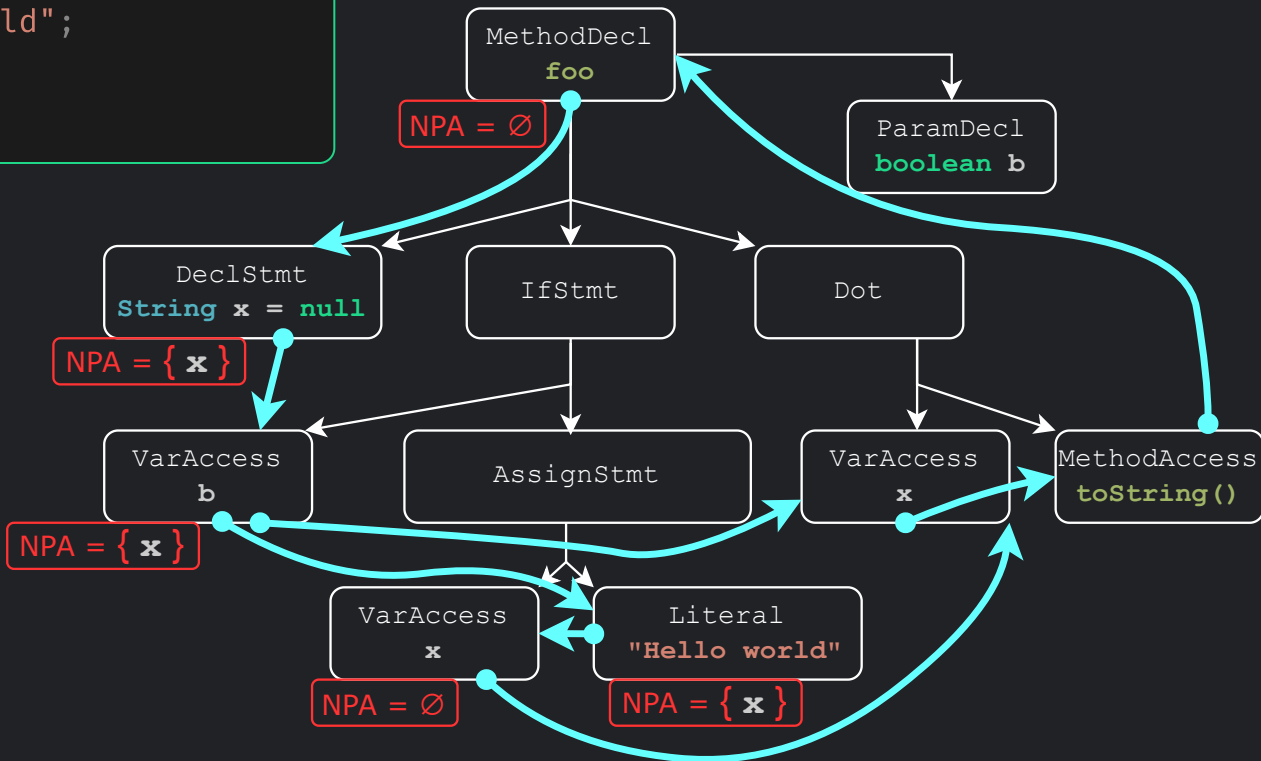 ld";
MethodDecl
foo
NPA = ∅
ParamDecl
boolean b
DeclStmt
String x = null
NPA = { x }
IfStmt
Dot
VarAccess
b
NPA = { x }
AssignStmt
VarAccess
x
MethodAccess
toString()
VarAccess
x
NPA = ∅
Literal
"Hello world"
NPA = { x }